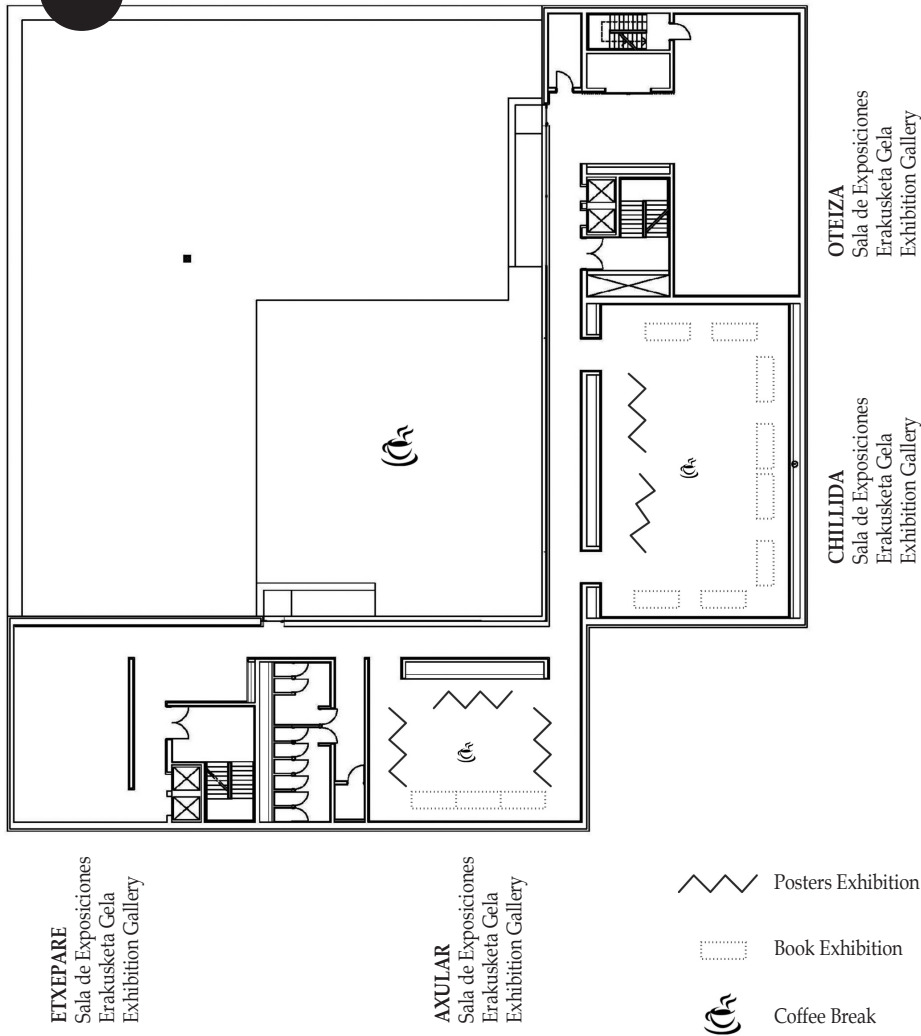 OTEIZA
Sala de Exposiciones
Erakusketa Gela
Exhibition Gallery
CHILLIDA
Sala de Exposiciones
Erakusketa Gela
Exhibition Gallery
ETXEPARE
Sala de Exposiciones
Erakusketa Gela
Exhibition Gallery
AXULAR
Sala de Exposiciones
Erakusketa Gela
Exhibition Gallery
Posters Exhibition
Book Exhibition
Coffee Break